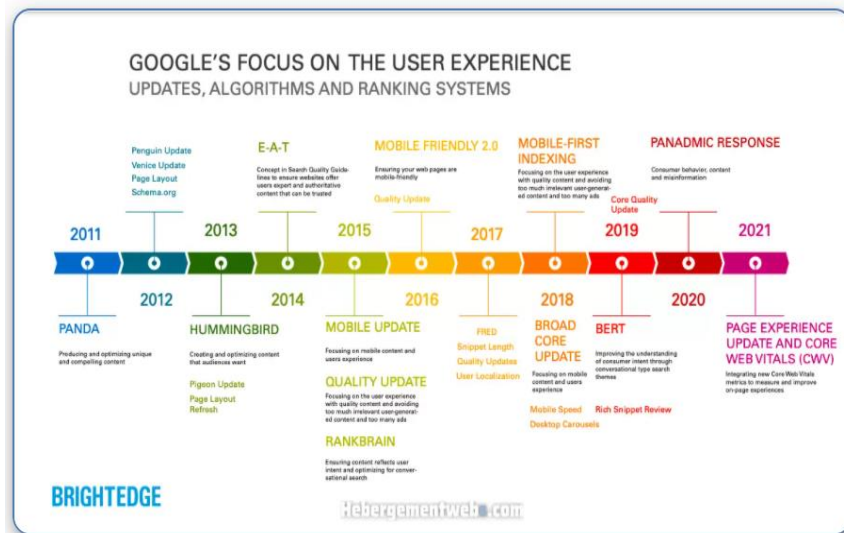 GOOGLE'S FOCUS ON THE USER EXPERIENCE
UPDATES, ALGORITHMS AND RANKING SYSTEMS
Penguin Update
Venice Update
Page Layout
Schema.org
E-A-T
Concept in Search Quality Guide-
lines to ensure websites offer
users expert and authoritative
content that can be trusted
MOBILE FRIENDLY 2.0
Ensuring your web pages are
mobile-friendly
Quality Update
MOBILE-FIRST
INDEXING
Focusing on the user experience
with quality content and avoiding
too much irrelevant user-generat-
ed content and too many ads
PANADMIC RESPONSE
Consumer behavior, content
and misinformation
Core Quality
Update
2011
2013
2015
2017
2019
2021
2012
2014
2016
2018
2020
PANDA
Producing and optimizing unique
and compelling content
HUMMINGBIRD
Creating and optimizing content
that audiences want
Pigeon Update
Page Layout
Refresh
MOBILE UPDATE
Focusing on mobile content and
users experience
QUALITY UPDATE
Focusing on the user experience
with quality content and avoiding
too much irrelevant user-generat-
ed content and too many ads
RANKBRAIN
Ensuring content reflects user
intent and optimizing for conver-
sational search
FRED
Snippet Length
Quality Updates
User Localization
BROAD
CORE
UPDATE
Focusing on mobile
content and users
experience
Mobile Speed
Desktop Carousels
BERT
Improving the understanding
of consumer intent through
conversational type search
themes
Rich Snippet Review
PAGE EXPERIENCE
UPDATE AND CORE
WEB VITALS (CWV)
Integrating new Core Web Vitals
metrics to measure and improve
on-page experiences
BRIGHTEDGE
Hebergementwebs.com